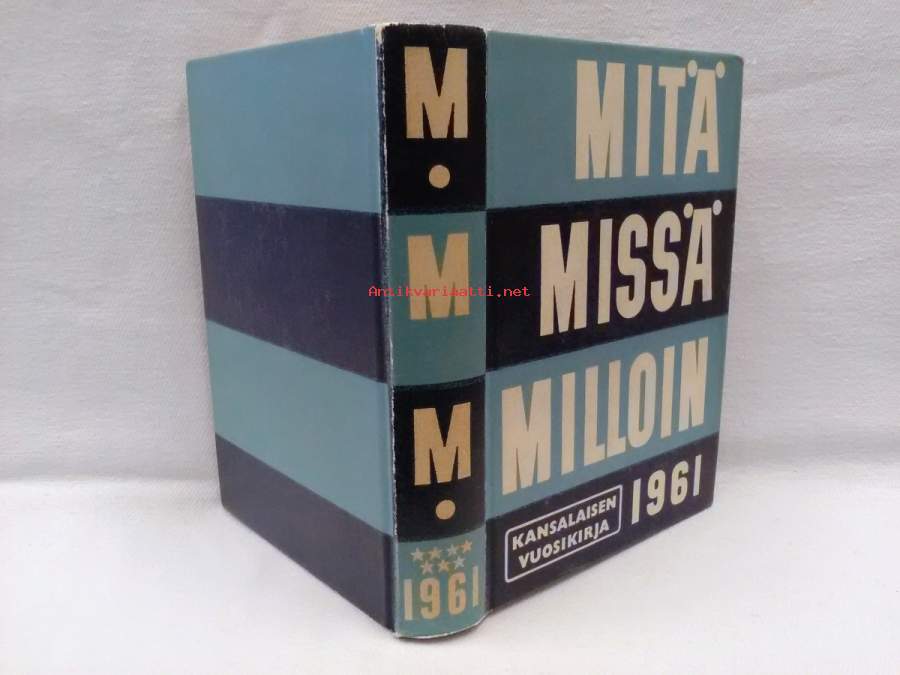 M
•
M
M
•
1961
MITÄ
MISSÄ
MILLOIN
1961
KANSALAISEN
VUOSIKIRJA
Antikvariaatti.net